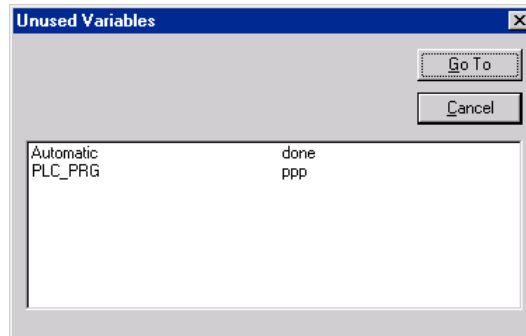 Unused Variables
Go To
Cancel
Automatic done
PLC_PRG ppp